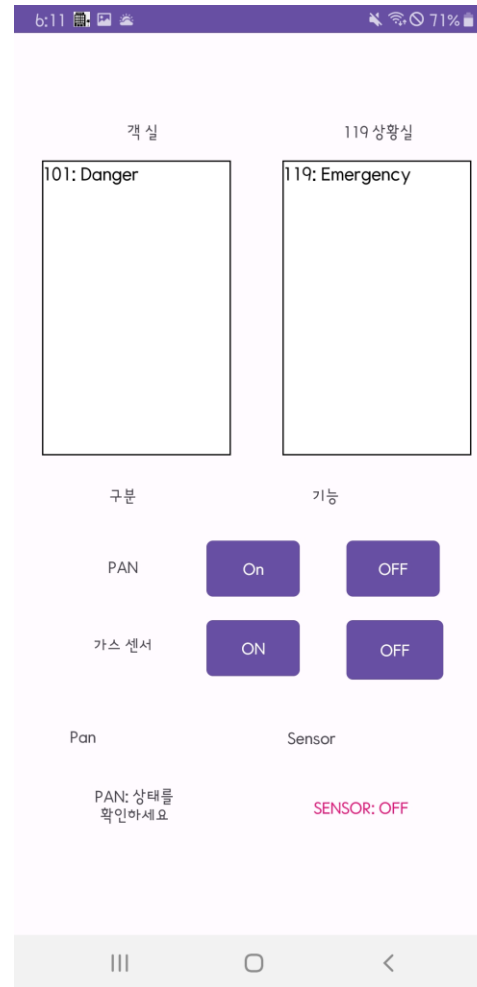 6:11 71%
객 실 119 상황실
101: Danger 119: Emergency
구분 기능
PAN On OFF
가스 센서 ON OFF
Pan Sensor
PAN: 상태를
확인하세요
SENSOR: OFF